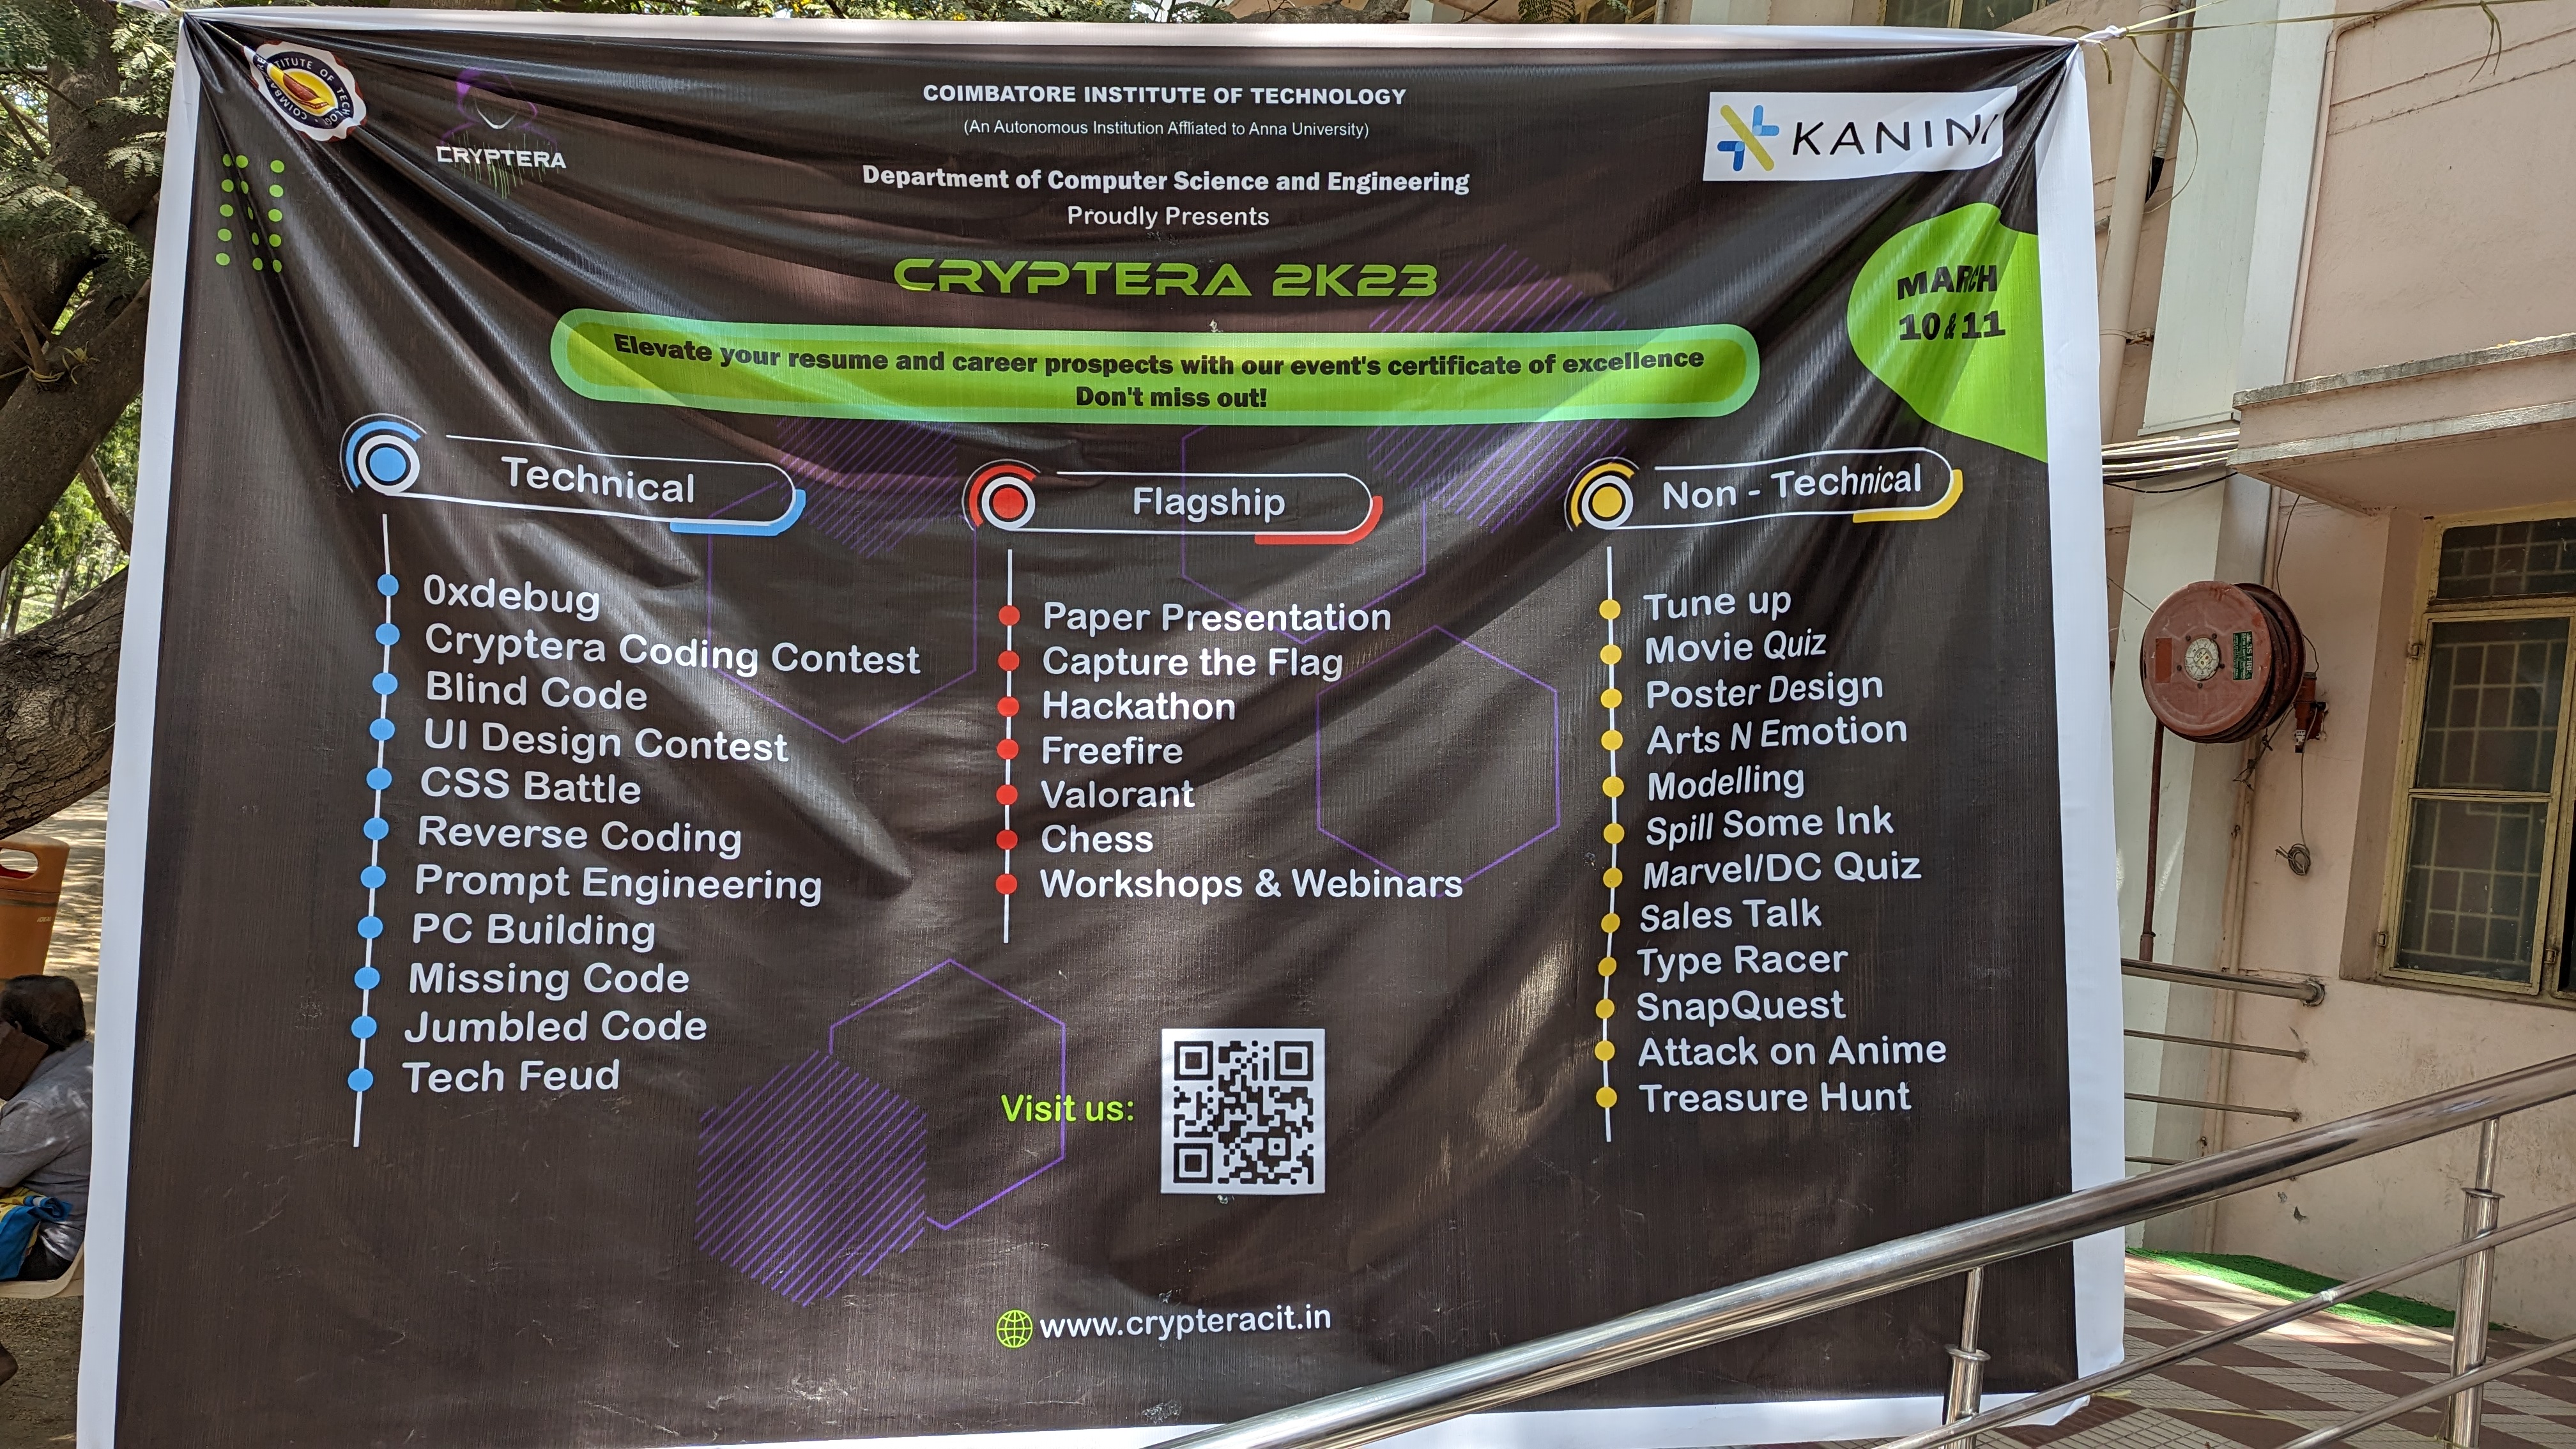 COIMBATORE INSTITUTE OF TECHNOLOGY
(An Autonomous Institution Affliated to Anna University)
CRYPTERA
KANINI
Department of Computer Science and Engineering
Proudly Presents
CRYPTERA 2K23
MARCH
10 & 11
Elevate your resume and career prospects with our event's certificate of excellence
Don't miss out!
Technical
0xdebug
Cryptera Coding Contest
Blind Code
UI Design Contest
CSS Battle
Reverse Coding
Prompt Engineering
PC Building
Missing Code
Jumbled Code
Tech Feud
Flagship
Paper Presentation
Capture the Flag
Hackathon
Freefire
Valorant
Chess
Workshops & Webinars
Non - Technical
Tune up
Movie Quiz
Poster Design
Arts N Emotion
Modelling
Spill Some Ink
Marvel/DC Quiz
Sales Talk
Type Racer
SnapQuest
Attack on Anime
Treasure Hunt
Visit us:
www.crypteracit.in